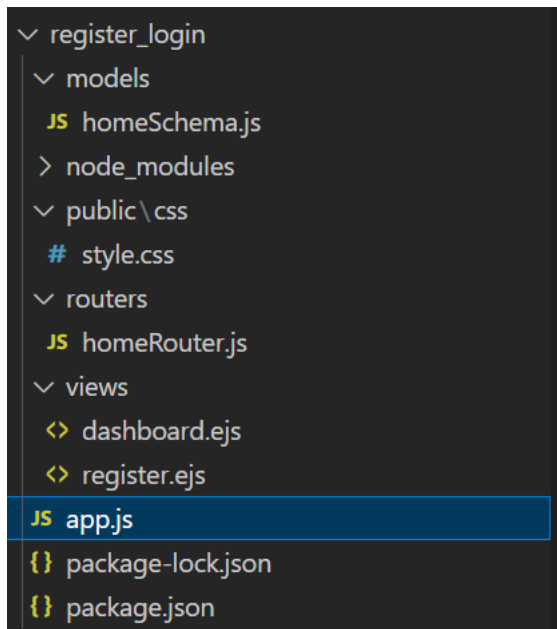 register_login
models
JS homeSchema.js
node_modules
public\css
# style.css
routers
JS homeRouter.js
views
<> dashboard.ejs
<> register.ejs
JS app.js
{} package-lock.json
{} package.json